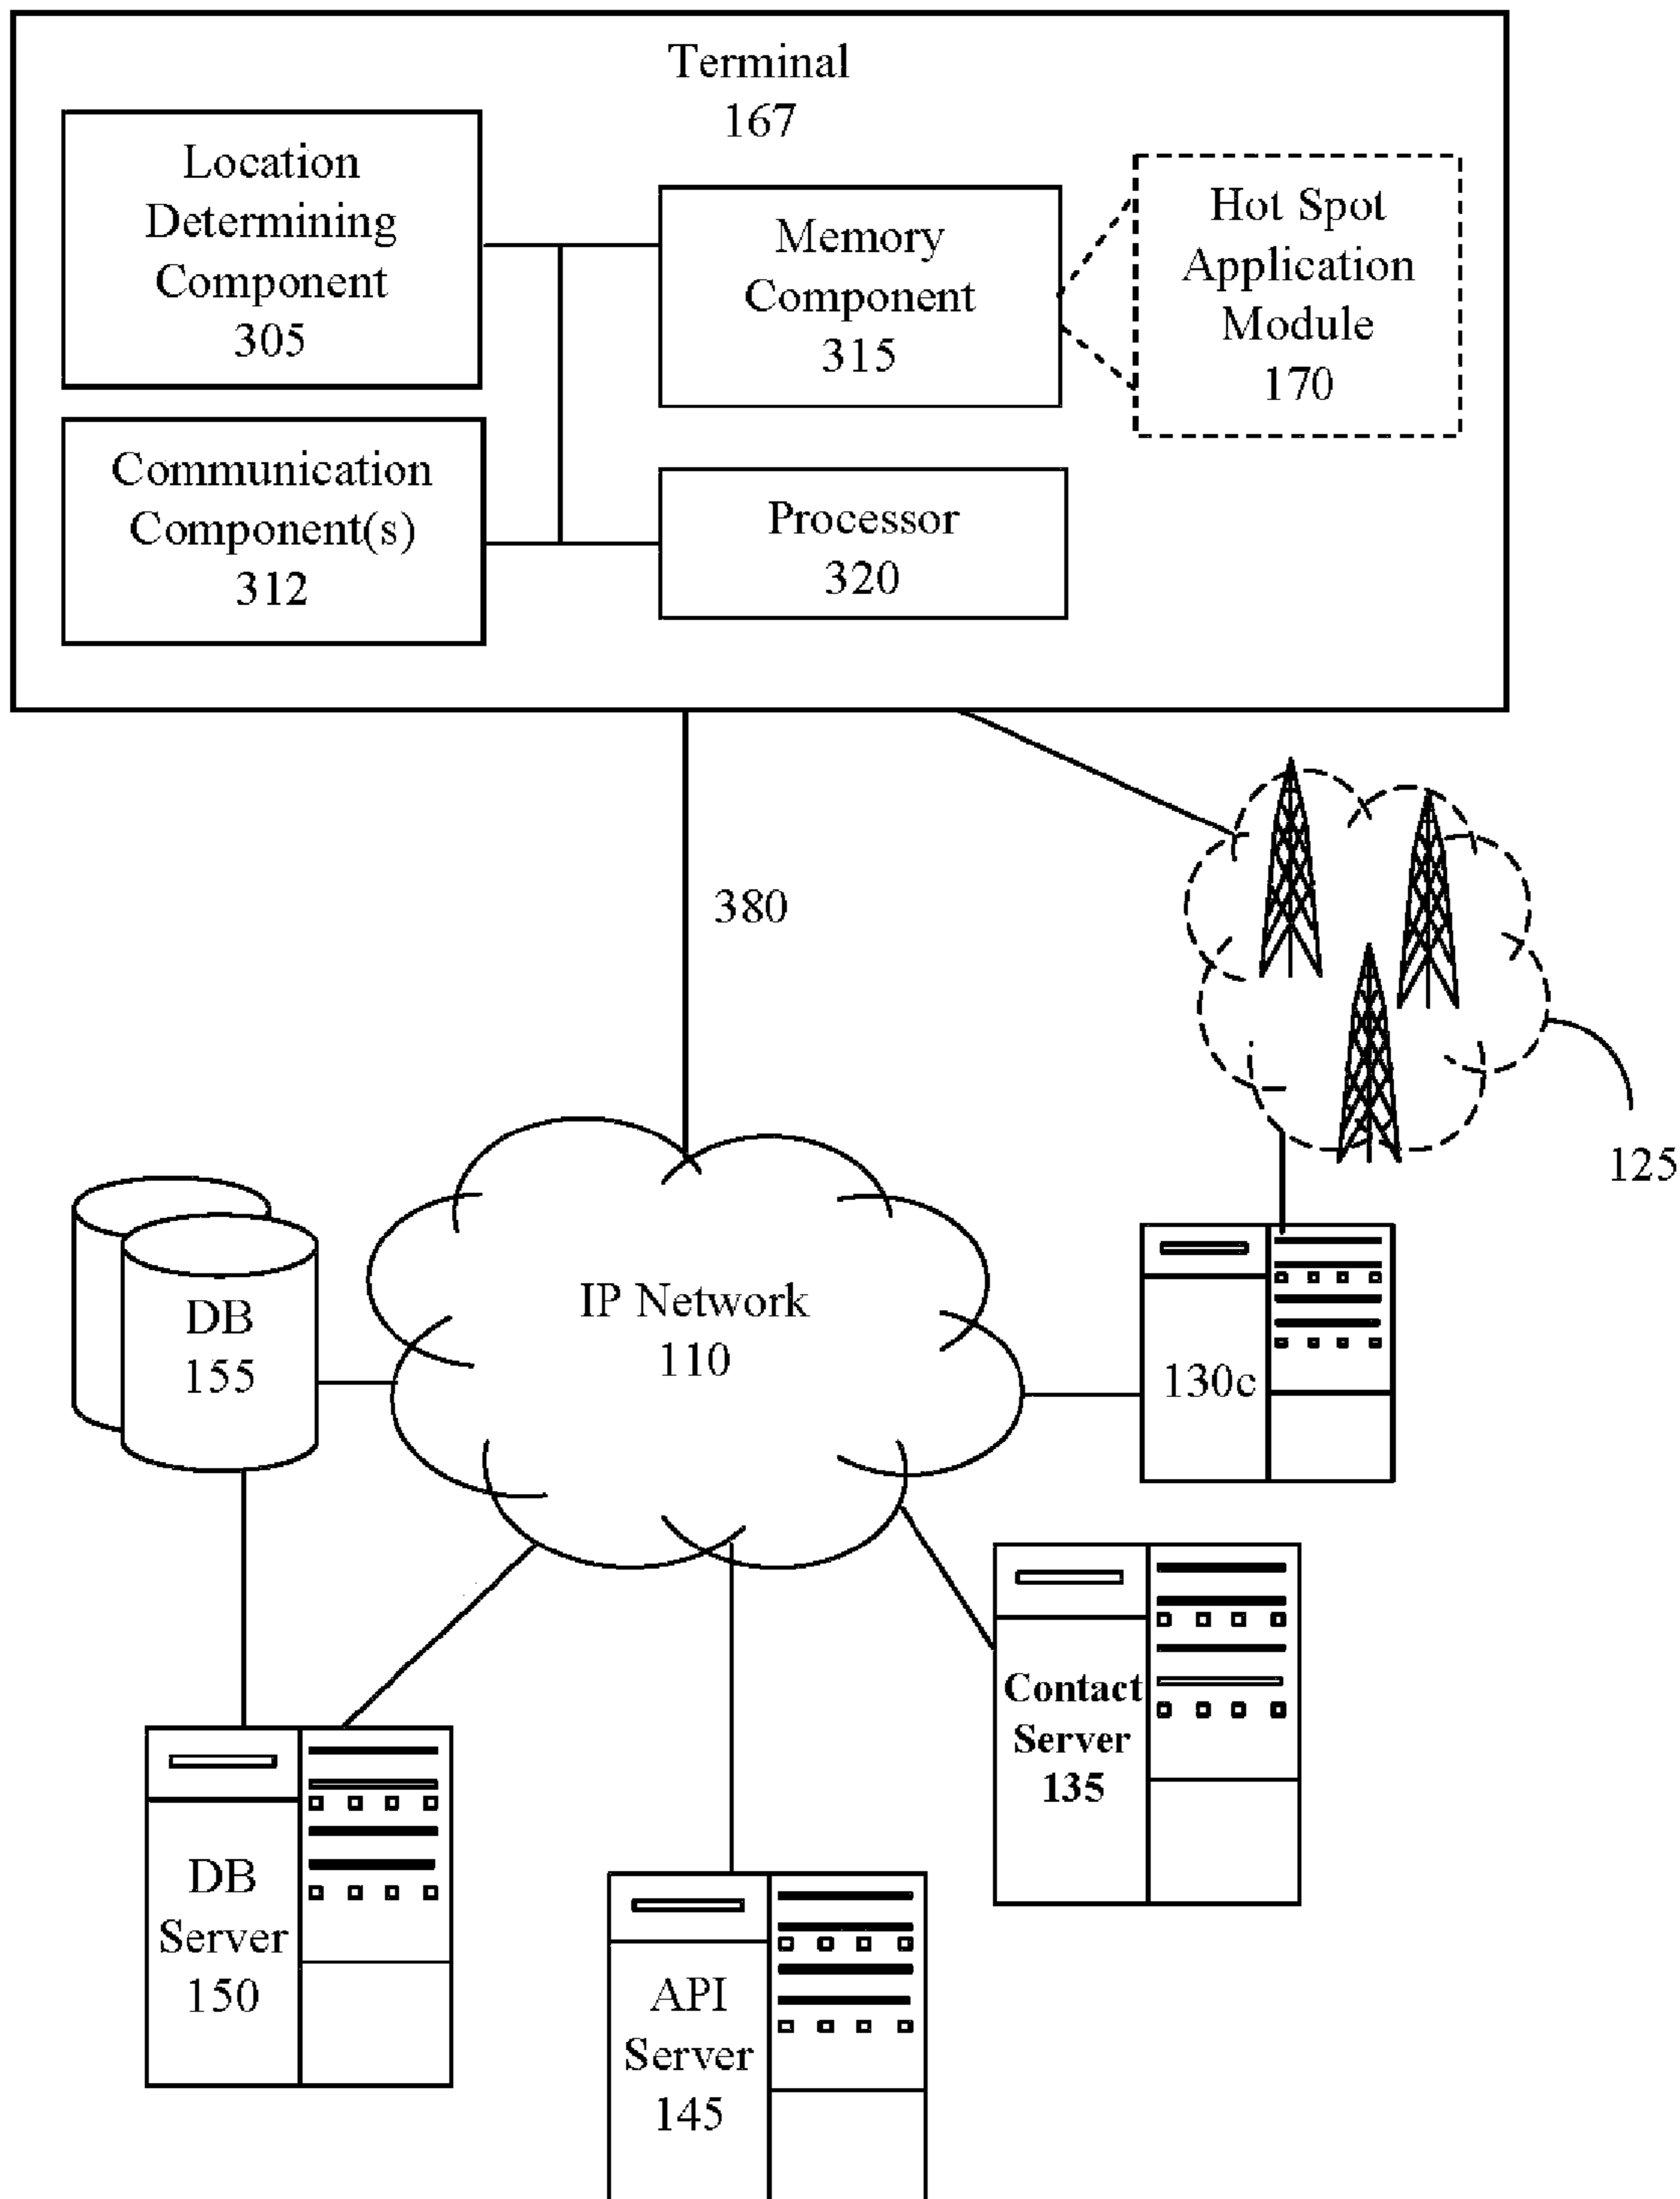 Terminal
167
Location
Determining
Component
305
Memory
Component
315
Hot Spot
Application
Module
170
Communication
Component(s)
312
Processor
320
380
125
IP Network
110
DB
155
130c
Contact
Server
135
DB
Server
150
API
Server
145